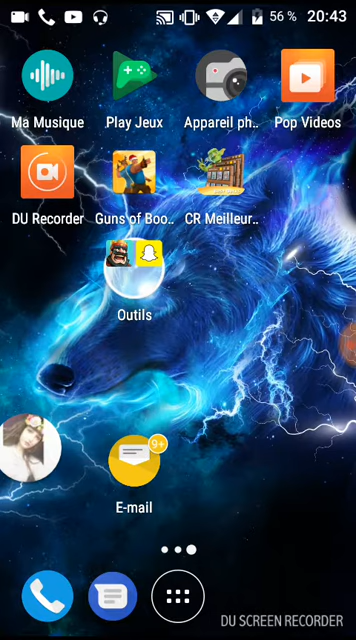 56 % 20:43
Ma Musique Play Jeux Appareil ph.. Pop Videos
DU Recorder Guns of Boo.. CR Meilleur..
Outils
9+
E-mail
DU SCREEN RECORDER